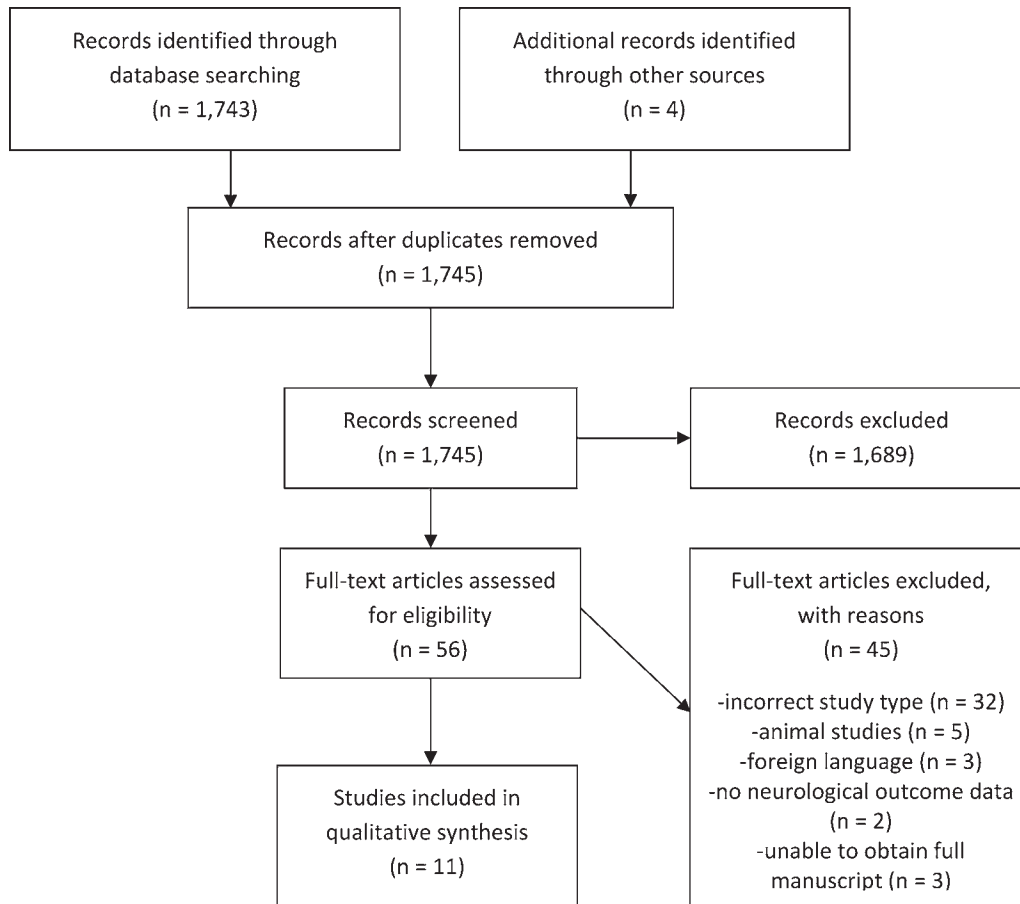 Records identified through
database searching
(n = 1,743)
Additional records identified
through other sources
(n = 4)
Records after duplicates removed
(n = 1,745)
Records screened
(n = 1,745)
Records excluded
(n = 1,689)
Full-text articles assessed
for eligibility
(n = 56)
Full-text articles excluded,
with reasons
(n = 45)
-incorrect study type (n = 32)
-animal studies (n = 5)
-foreign language (n = 3)
-no neurological outcome data
(n = 2)
-unable to obtain full
manuscript (n = 3)
Studies included in
qualitative synthesis
(n = 11)